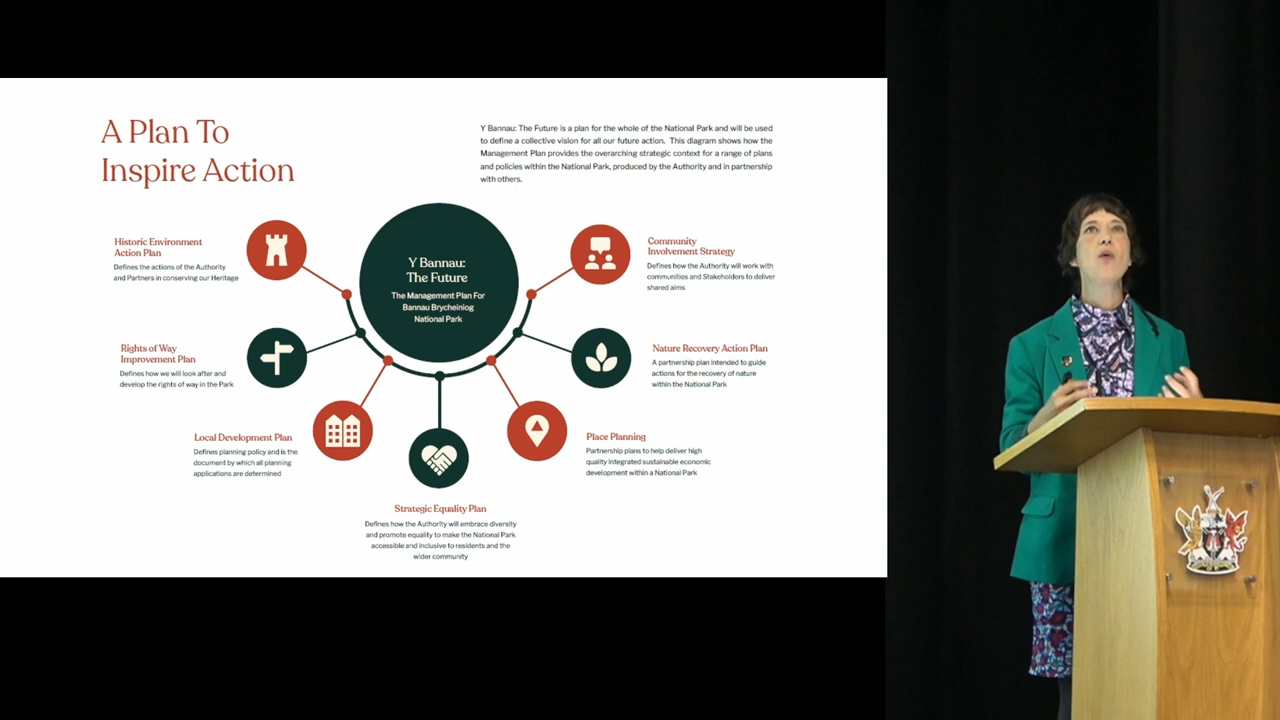 A Plan To
Inspire Action
Y Bannau: The Future is a plan for the whole of the National Park and will be used
to define a collective vision for all our future action. This diagram shows how the
Management Plan provides the overarching strategic context for a range of plans
and policies within the National Park, produced by the Authority and in partnership
with others.
Y Bannau:
The Future
The Management Plan For
Bannau Brycheiniog
National Park
Historic Environment
Action Plan
Defines the actions of the Authority
and Partners in conserving our Heritage
Rights of Way
Improvement Plan
Defines how we will look after and
develop the rights of way in the Park
Local Development Plan
Defines planning policy and is the
document by which all planning
applications are determined
Strategic Equality Plan
Defines how the Authority will embrace diversity
and promote equality to make the National Park
accessible and inclusive to residents and the
wider community
Place Planning
Partnership plans to help deliver high
quality integrated sustainable economic
development within a National Park
Nature Recovery Action Plan
A partnership plan intended to guide
actions for the recovery of nature
within the National Park
Community
Involvement Strategy
Defines how the Authority will work with
communities and Stakeholders to deliver
shared aims